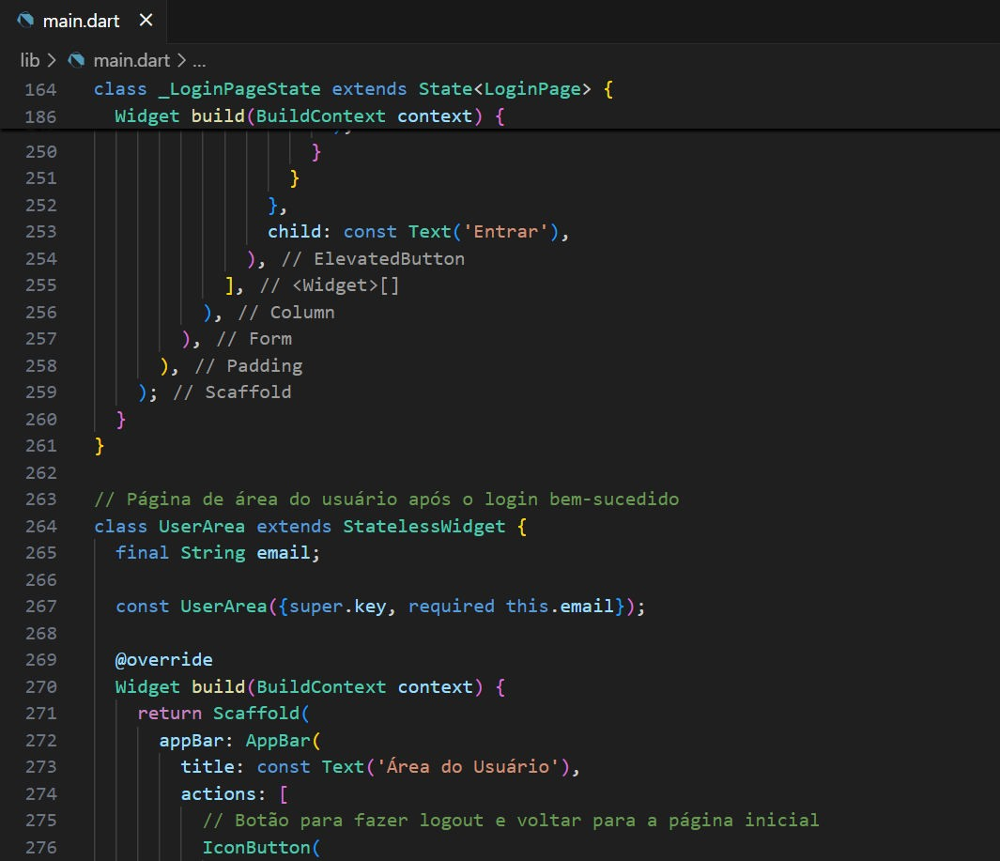 main.dart ×
lib > main.dart > ...
164 class _LoginPageState extends State<LoginPage> {
186 Widget build(BuildContext context) {
250 }
251 }
252 },
253 child: const Text('Entrar'),
254 ), // ElevatedButton
255 ], // <Widget>[]
256 ), // Column
257 ), // Form
258 ), // Padding
259 ); // Scaffold
260 }
261 }
262
263 // Página de área do usuário após o login bem-sucedido
264 class UserArea extends StatelessWidget {
265 final String email;
266
267 const UserArea({super.key, required this.email});
268
269 @override
270 Widget build(BuildContext context) {
271 return Scaffold(
272 appBar: AppBar(
273 title: const Text('Área do Usuário'),
274 actions: [
275 // Botão para fazer logout e voltar para a página inicial
276 IconButton(